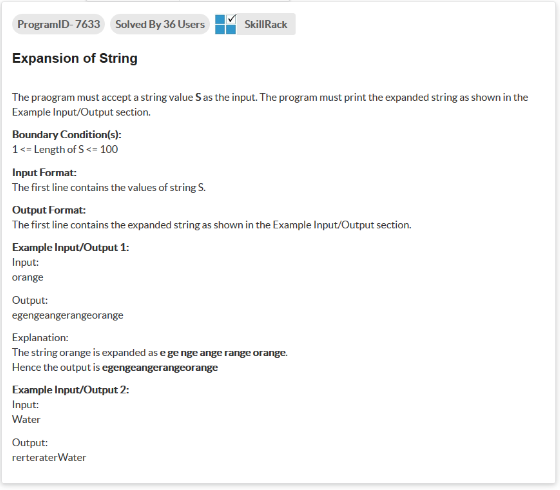 ProgramID- 7633 Solved By 36 Users SkillRack
Expansion of String
The praogram must accept a string value S as the input. The program must print the expanded string as shown in the
Example Input/Output section.
Boundary Condition(s):
1 <= Length of S <= 100
Input Format:
The first line contains the values of string S.
Output Format:
The first line contains the expanded string as shown in the Example Input/Output section.
Example Input/Output 1:
Input:
orange
Output:
egengeangerangeorange
Explanation:
The string orange is expanded as e ge nge ange range orange.
Hence the output is egengeangerangeorange
Example Input/Output 2:
Input:
Water
Output:
rerteraterWater